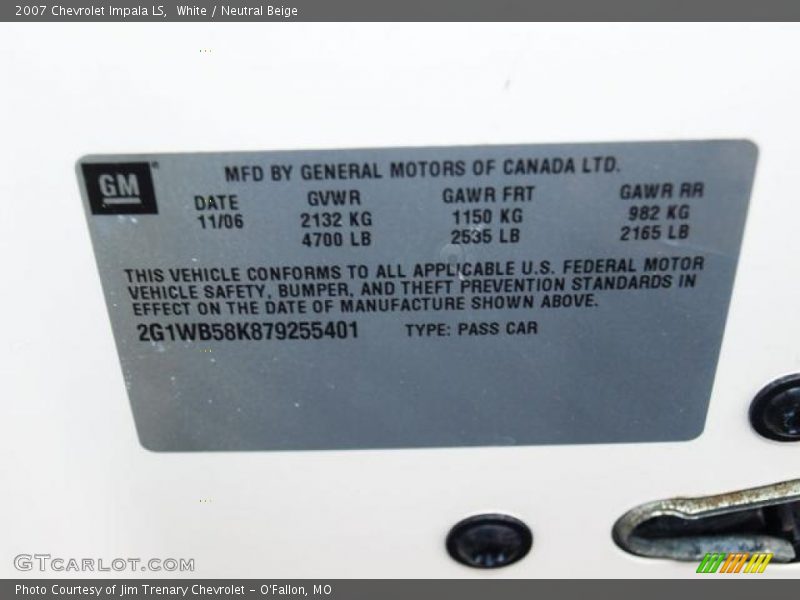 2007 Chevrolet Impala LS,  White / Neutral Beige
GM
MFD BY GENERAL MOTORS OF CANADA LTD.
DATE GVWR GAWR FRT GAWR RR
11/06 2132 KG 1150 KG 982 KG
4700 LB 2535 LB 2165 LB
THIS VEHICLE CONFORMS TO ALL APPLICABLE U.S. FEDERAL MOTOR
VEHICLE SAFETY, BUMPER, AND THEFT PREVENTION STANDARDS IN
EFFECT ON THE DATE OF MANUFACTURE SHOWN ABOVE.
2G1WB58K879255401 TYPE: PASS CAR
GTCARLOT.COM
Photo Courtesy of Jim Trenary Chevrolet - O'Fallon, MO